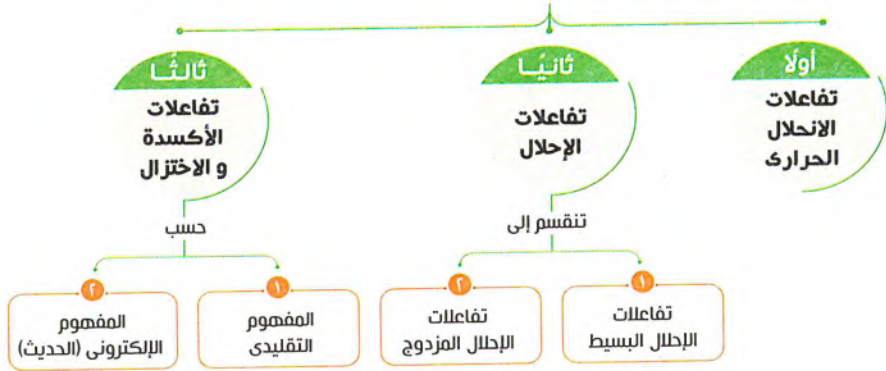 أولًا
تفاعلات
الانحلال
الحرارى
ثانيًا
تفاعلات
الإحلال
تنقسم إلى
١
تفاعلات
الإحلال البسيط
٢
تفاعلات
الإحلال المزدوج
ثالثًا
تفاعلات
الأكسدة
و الاختزال
حسب
١
المفهوم
التقليدى
٢
المفهوم
الإلكترونى (الحديث)